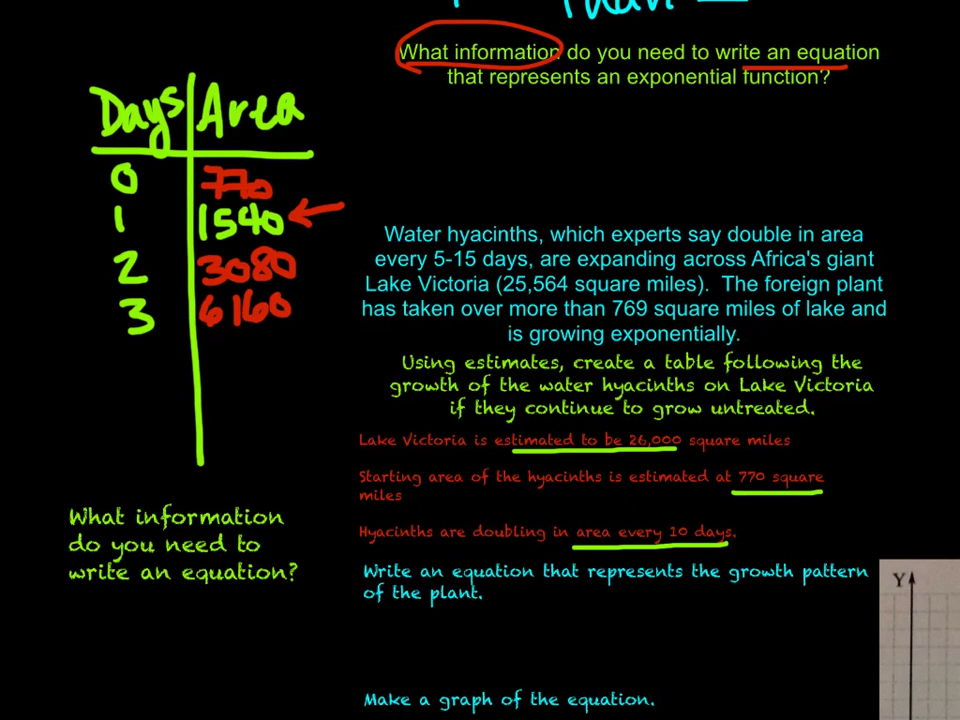 than
What information do you need to write an equation
that represents an exponential function?
Days Area
0 770
1 1540
2 3080
3 6160
Water hyacinths, which experts say double in area
every 5-15 days, are expanding across Africa's giant
Lake Victoria (25,564 square miles). The foreign plant
has taken over more than 769 square miles of lake and
is growing exponentially.
Using estimates, create a table following the
growth of the water hyacinths on Lake Victoria
if they continue to grow untreated.
Lake Victoria is estimated to be 26,000 square miles
Starting area of the hyacinths is estimated at 770 square
miles
Hyacinths are doubling in area every 10 days.
What information
do you need to
write an equation?
Write an equation that represents the growth pattern
of the plant.
Y
Make a graph of the equation.